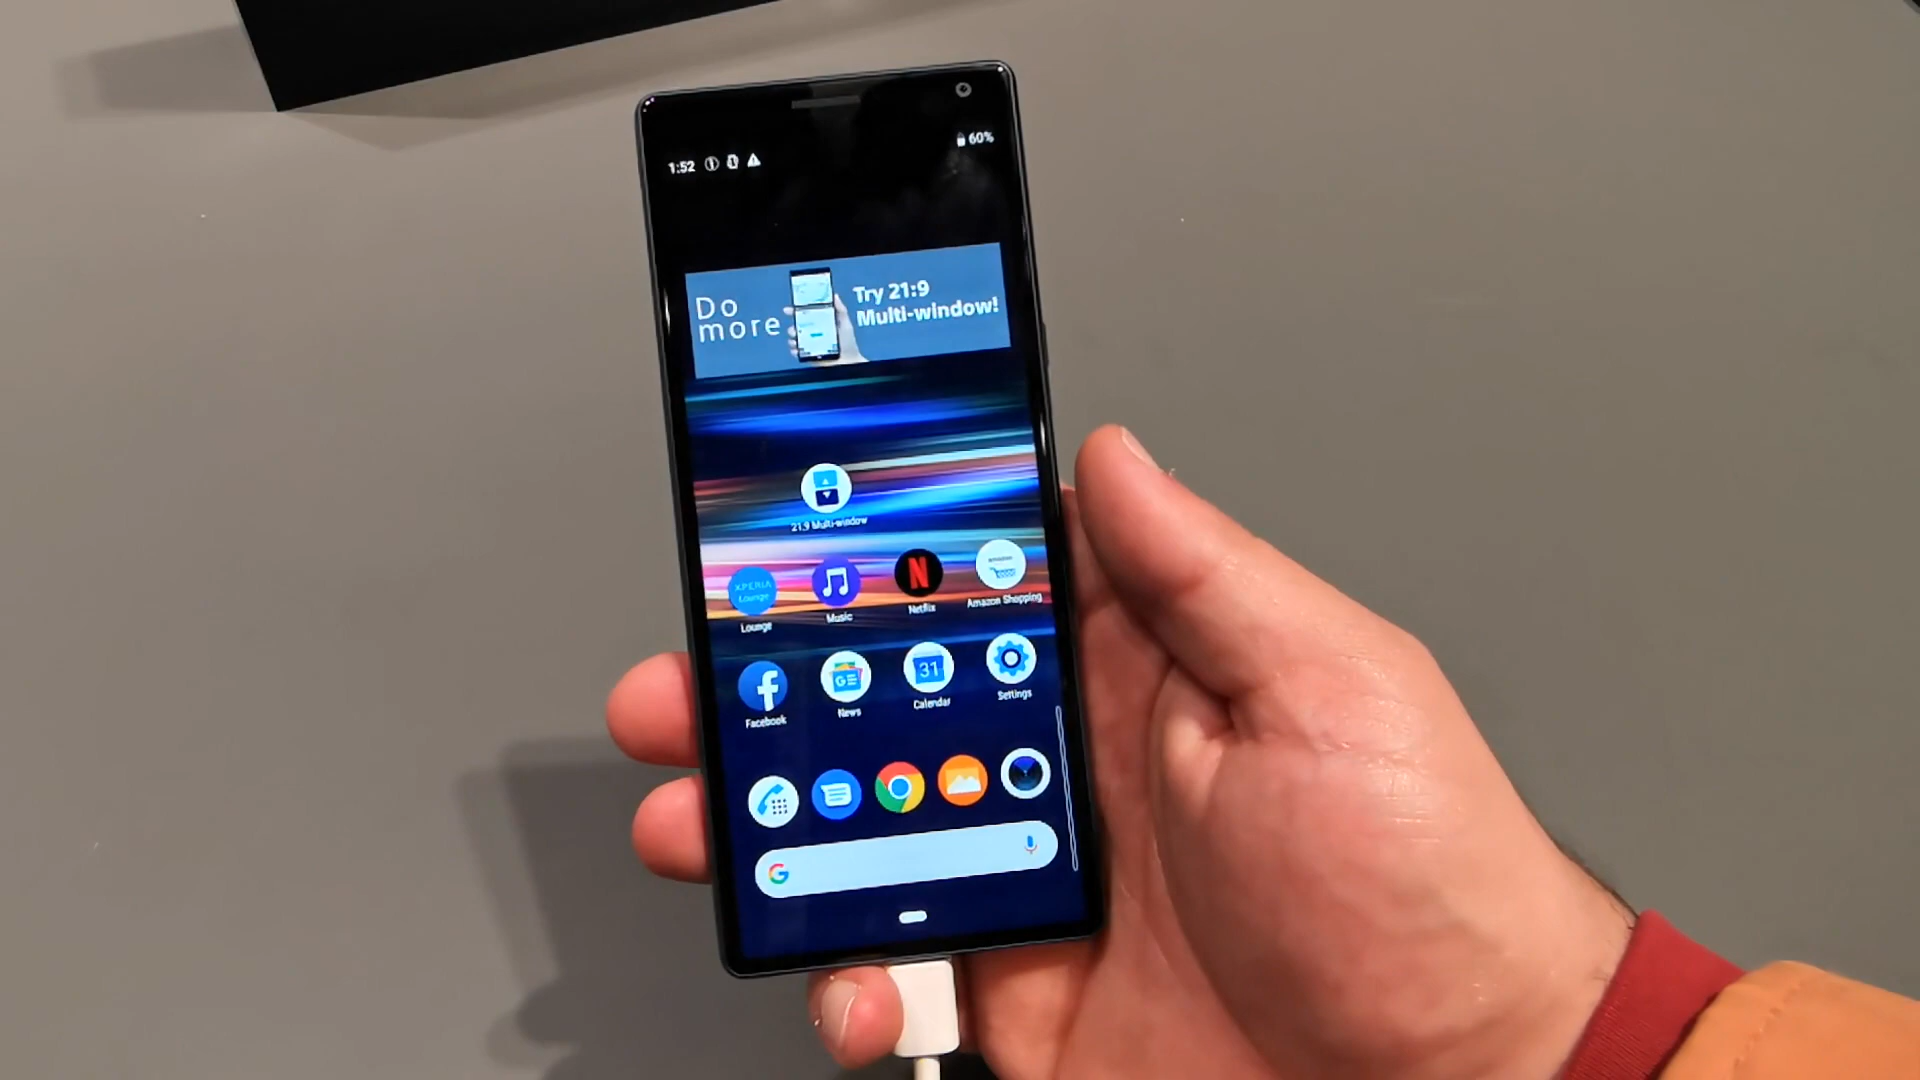 1:52
60%
Do
more
Try 21:9
Multi-window!
21:9 Multi-window
XPERIA
Lounge
amazon
Lounge
Music
N
Netflix
Amazon Shopping
f
G
31
Facebook
News
Calendar
Settings
G